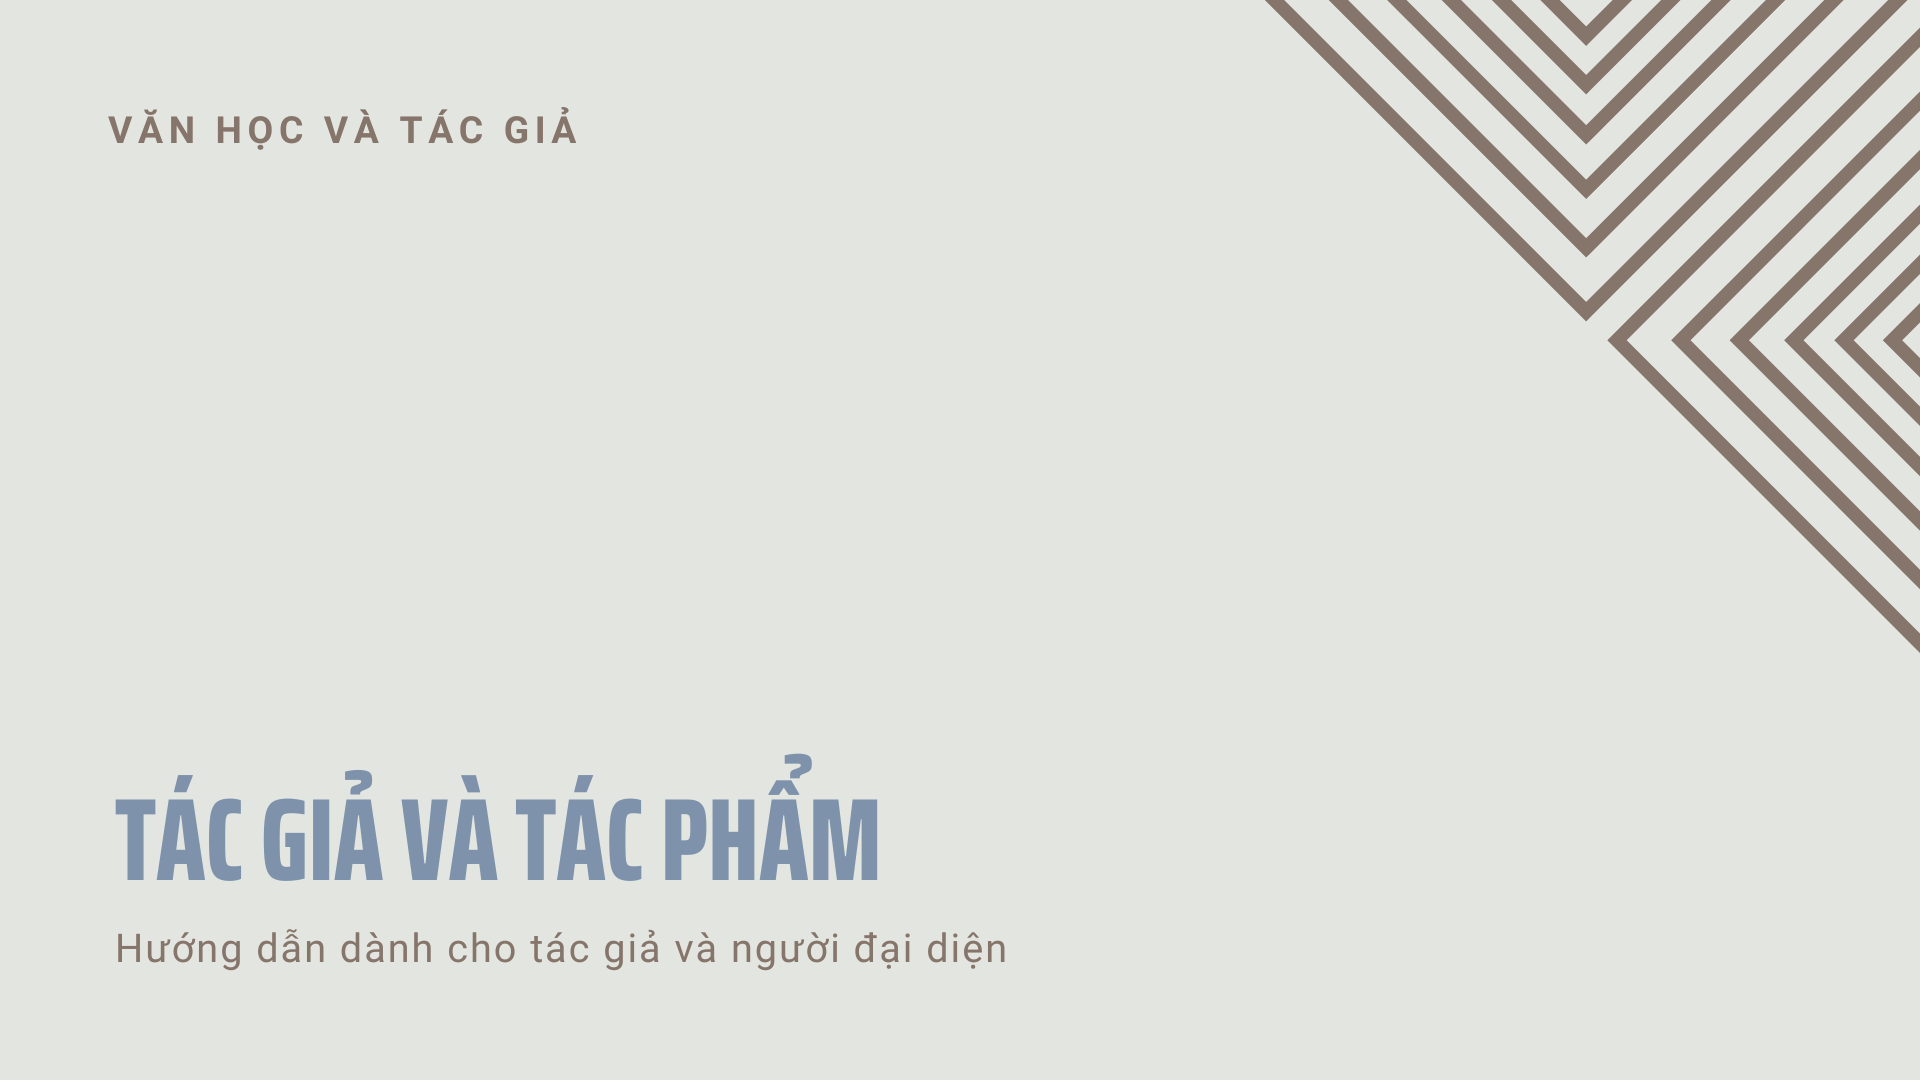 VĂN HỌC VÀ TÁC GIẢ
TÁC GIẢ VÀ TÁC PHẨM
Hướng dẫn dành cho tác giả và người đại diện